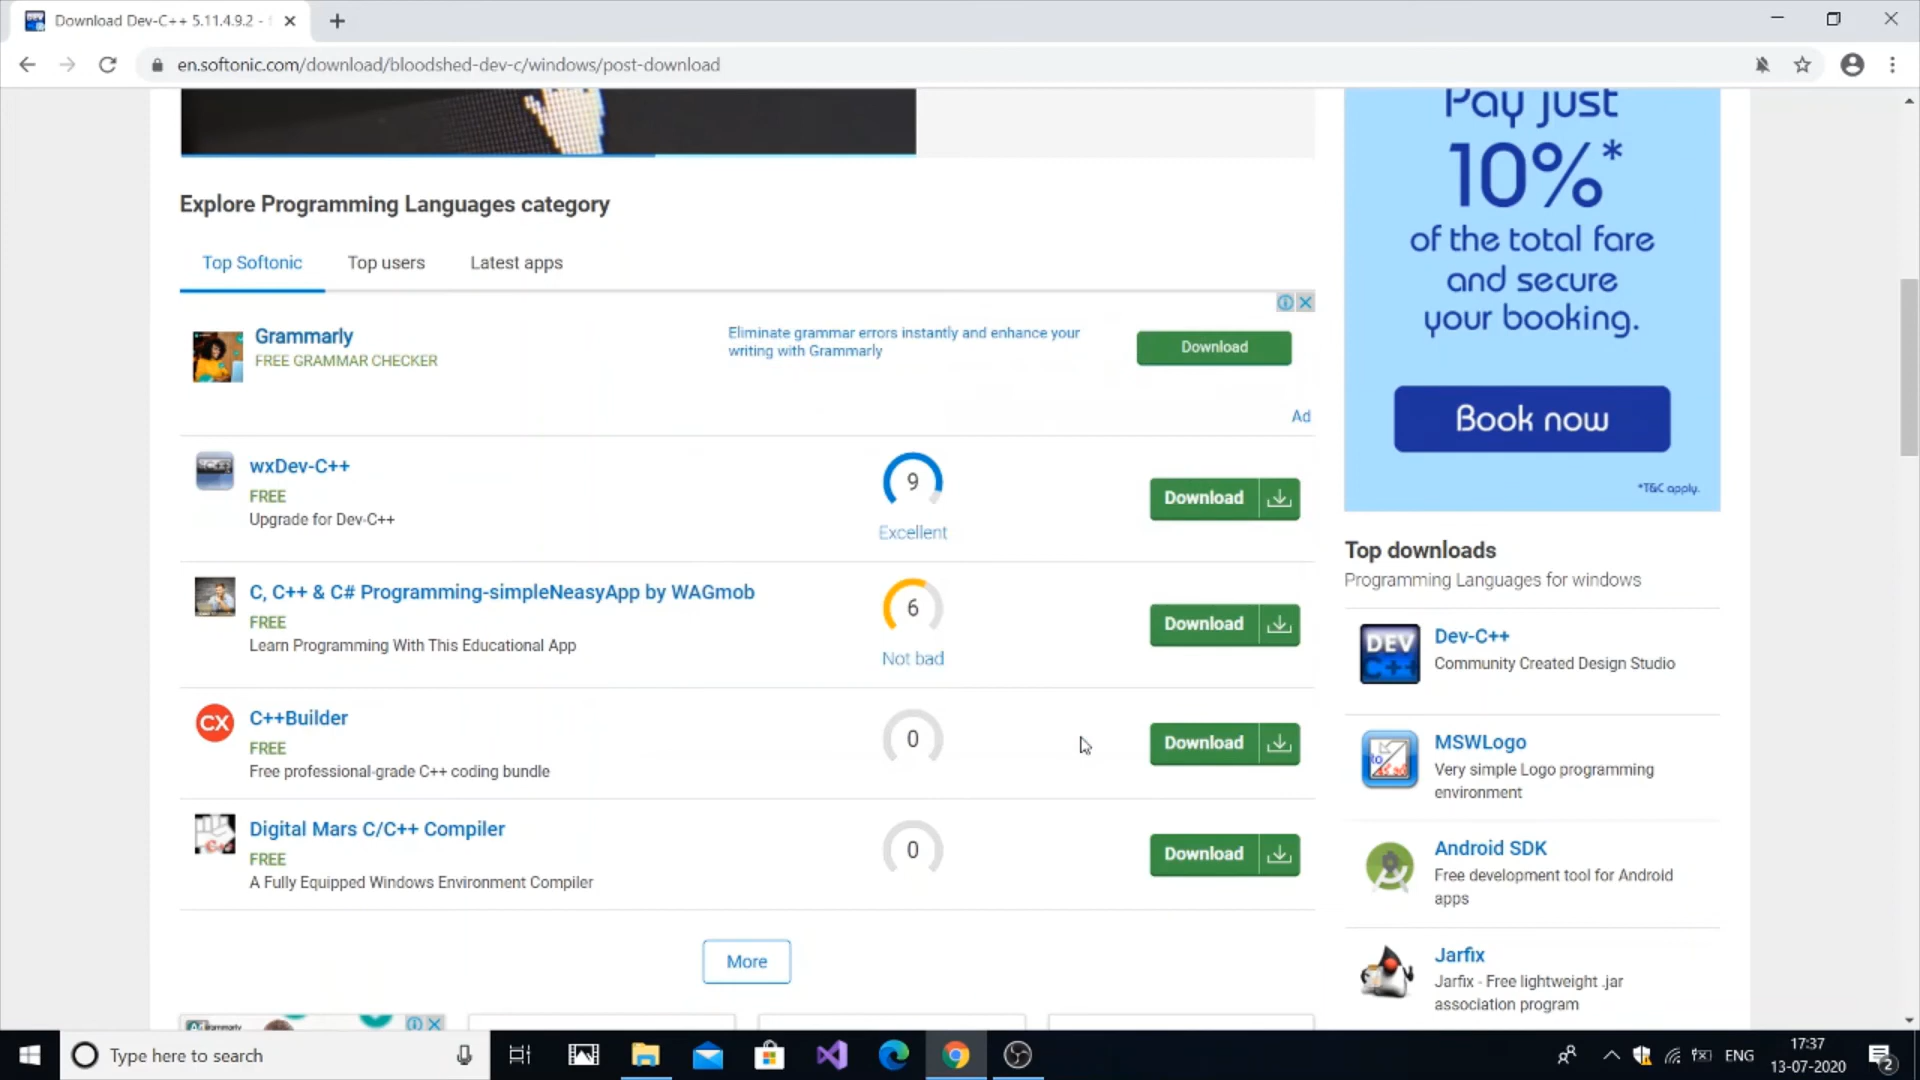 Download Dev-C++ 5.11.4.9.2 -
en.softonic.com/download/bloodshed-dev-c/windows/post-download
Explore Programming Languages category
Top Softonic
Top users
Latest apps
Grammarly
FREE GRAMMAR CHECKER
Eliminate grammar errors instantly and enhance your
writing with Grammarly
Download
Ad
wxDev-C++
FREE
Upgrade for Dev-C++
9
Excellent
Download
C, C++ & C# Programming-simpleNeasyApp by WAGmob
FREE
Learn Programming With This Educational App
6
Not bad
Download
CX
C++Builder
FREE
Free professional-grade C++ coding bundle
0
Download
Digital Mars C/C++ Compiler
FREE
A Fully Equipped Windows Environment Compiler
0
Download
More
Pay just
10%*
of the total fare
and secure
your booking.
Book now
*T&C apply.
Top downloads
Programming Languages for windows
DEV
C++
Dev-C++
Community Created Design Studio
MSWLogo
Very simple Logo programming
environment
Android SDK
Free development tool for Android
apps
Jarfix
Jarfix - Free lightweight .jar
association program
Type here to search
ENG
17:37
13-07-2020
2